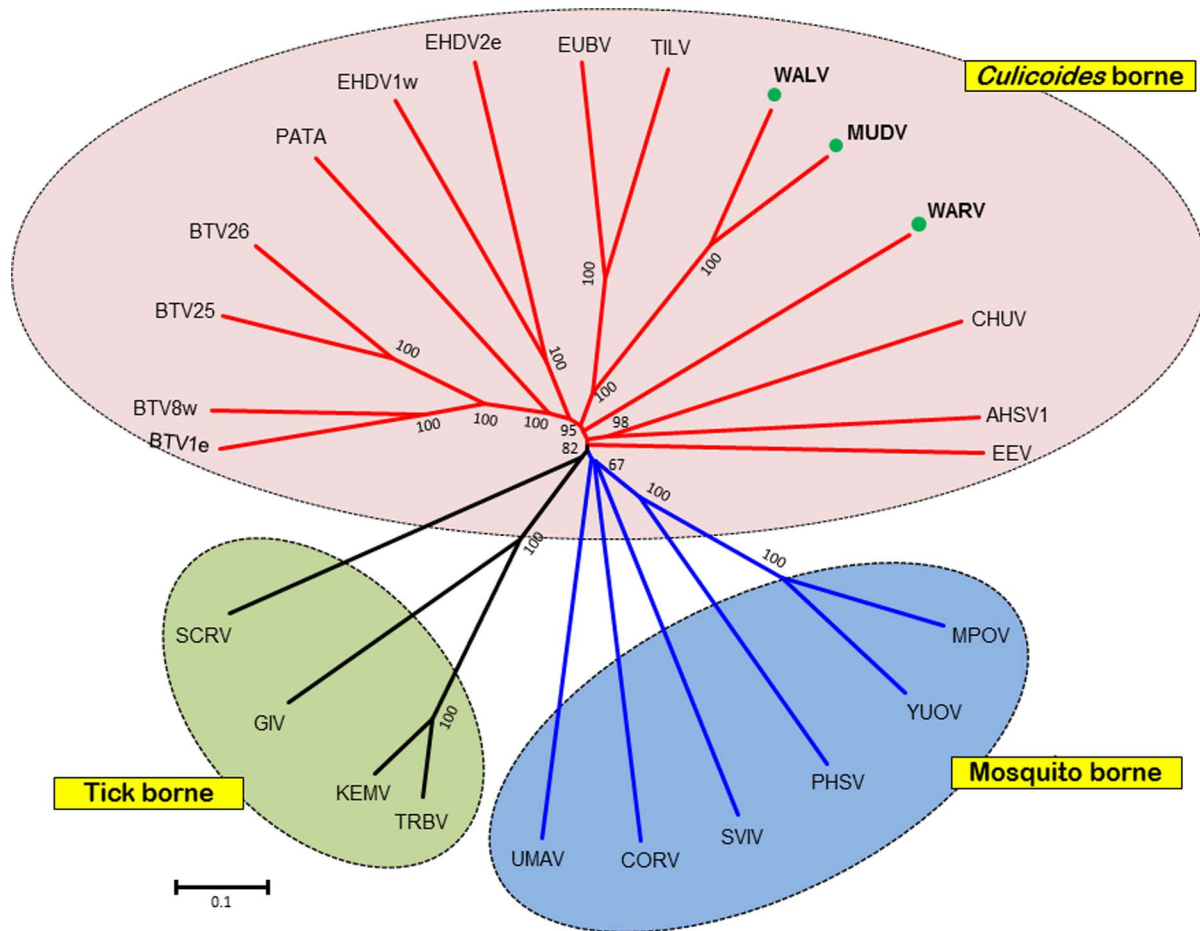 EHDV2e
EUBV
TILV
EHDV1w
WALV
Culicoides borne
PATA
MUDV
BTV26
WARV
BTV25
100
100
CHUV
100
100
100
BTV8w
BTV1e
100
100
100
95
98
82
AHSV1
EEV
67
100
100
100
SCRV
GIV
100
KEMV
TRBV
Tick borne
MPOV
YUOV
PHSV
Mosquito borne
SVIV
CORV
UMAV
0.1